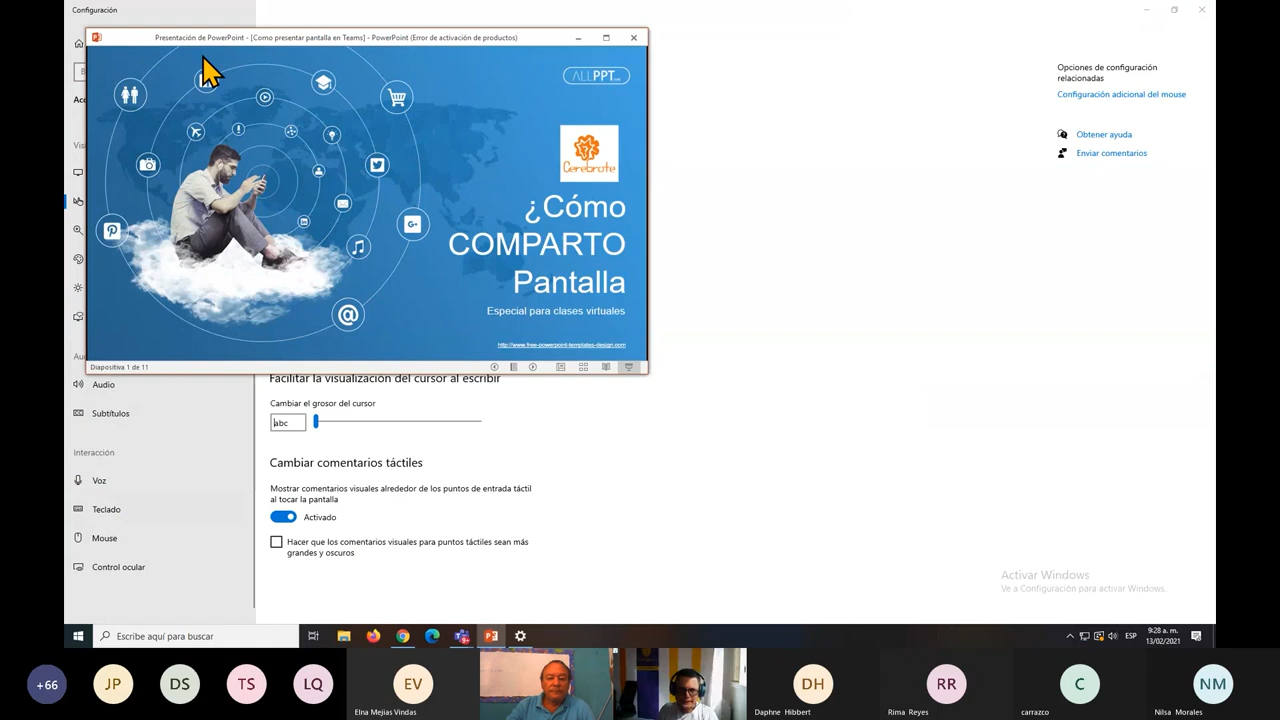 Configuración
Presentación de PowerPoint - [Como presentar pantalla en Teams] - PowerPoint (Error de activación de productos)
ALLPPT.com
Cerebrote
¿Cómo
COMPARTO
Pantalla
Especial para clases virtuales
http://www.free-powerpoint-templates-design.com
Diapositiva 1 de 11
Opciones de configuración
relacionadas
Configuración adicional del mouse
Obtener ayuda
Enviar comentarios
Audio
Subtítulos
Interacción
Voz
Teclado
Mouse
Control ocular
Facilitar la visualización del cursor al escribir
Cambiar el grosor del cursor
abc
Cambiar comentarios táctiles
Mostrar comentarios visuales alrededor de los puntos de entrada táctil
al tocar la pantalla
Activado
Hacer que los comentarios visuales para puntos táctiles sean más
grandes y oscuros
Activar Windows
Ve a Configuración para activar Windows.
Escribe aquí para buscar
ESP
9:28 a. m.
13/02/2021
+66
JP
DS
TS
LQ
EV
Elna Mejias Vindas
DH
Daphne Hibbert
RR
Rima Reyes
C
carrazco
NM
Nilsa Morales